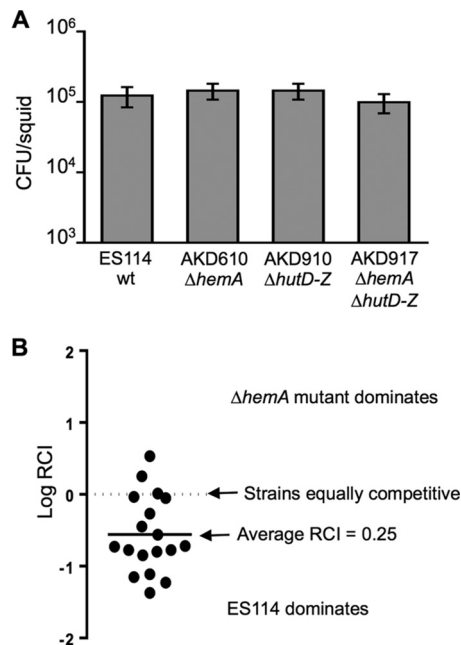 A
10⁶
10⁵
10⁴
10³
CFU/squid
ES114 wt
AKD610 ΔhemA
AKD910 ΔhutD-Z
AKD917 ΔhemA ΔhutD-Z
B
2
1
0
-1
-2
Log RCI
ΔhemA mutant dominates
Strains equally competitive
Average RCI = 0.25
ES114 dominates